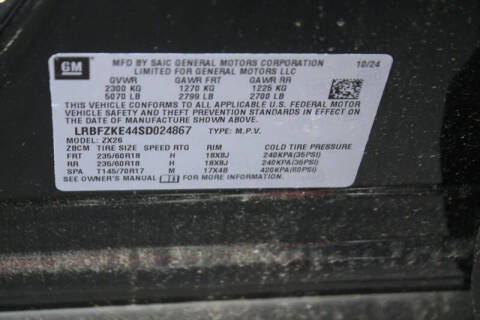 GM
MFD BY SAIC GENERAL MOTORS CORPORATION 10/24
LIMITED FOR GENERAL MOTORS LLC
GVWR GAWR FRT GAWR RR
2300 KG 1270 KG 1225 KG
5070 LB 2799 LB 2700 LB
THIS VEHICLE CONFORMS TO ALL APPLICABLE U.S. FEDERAL MOTOR
VEHICLE SAFETY AND THEFT PREVENTION STANDARDS IN EFFECT ON
THE DATE OF MANUFACTURE SHOWN ABOVE.
LRBFZKE44SD024867 TYPE: M.P.V.
MODEL: ZX26
ZBCM TIRE SIZE SPEED RTG RIM COLD TIRE PRESSURE
FRT 235/60R18 H 18X8J 240KPA(35PSI)
RR 235/60R18 H 18X8J 240KPA(35PSI)
SPA T145/70R17 M 17X4B 420KPA(60PSI)
SEE OWNER'S MANUAL FOR MORE INFORMATION.